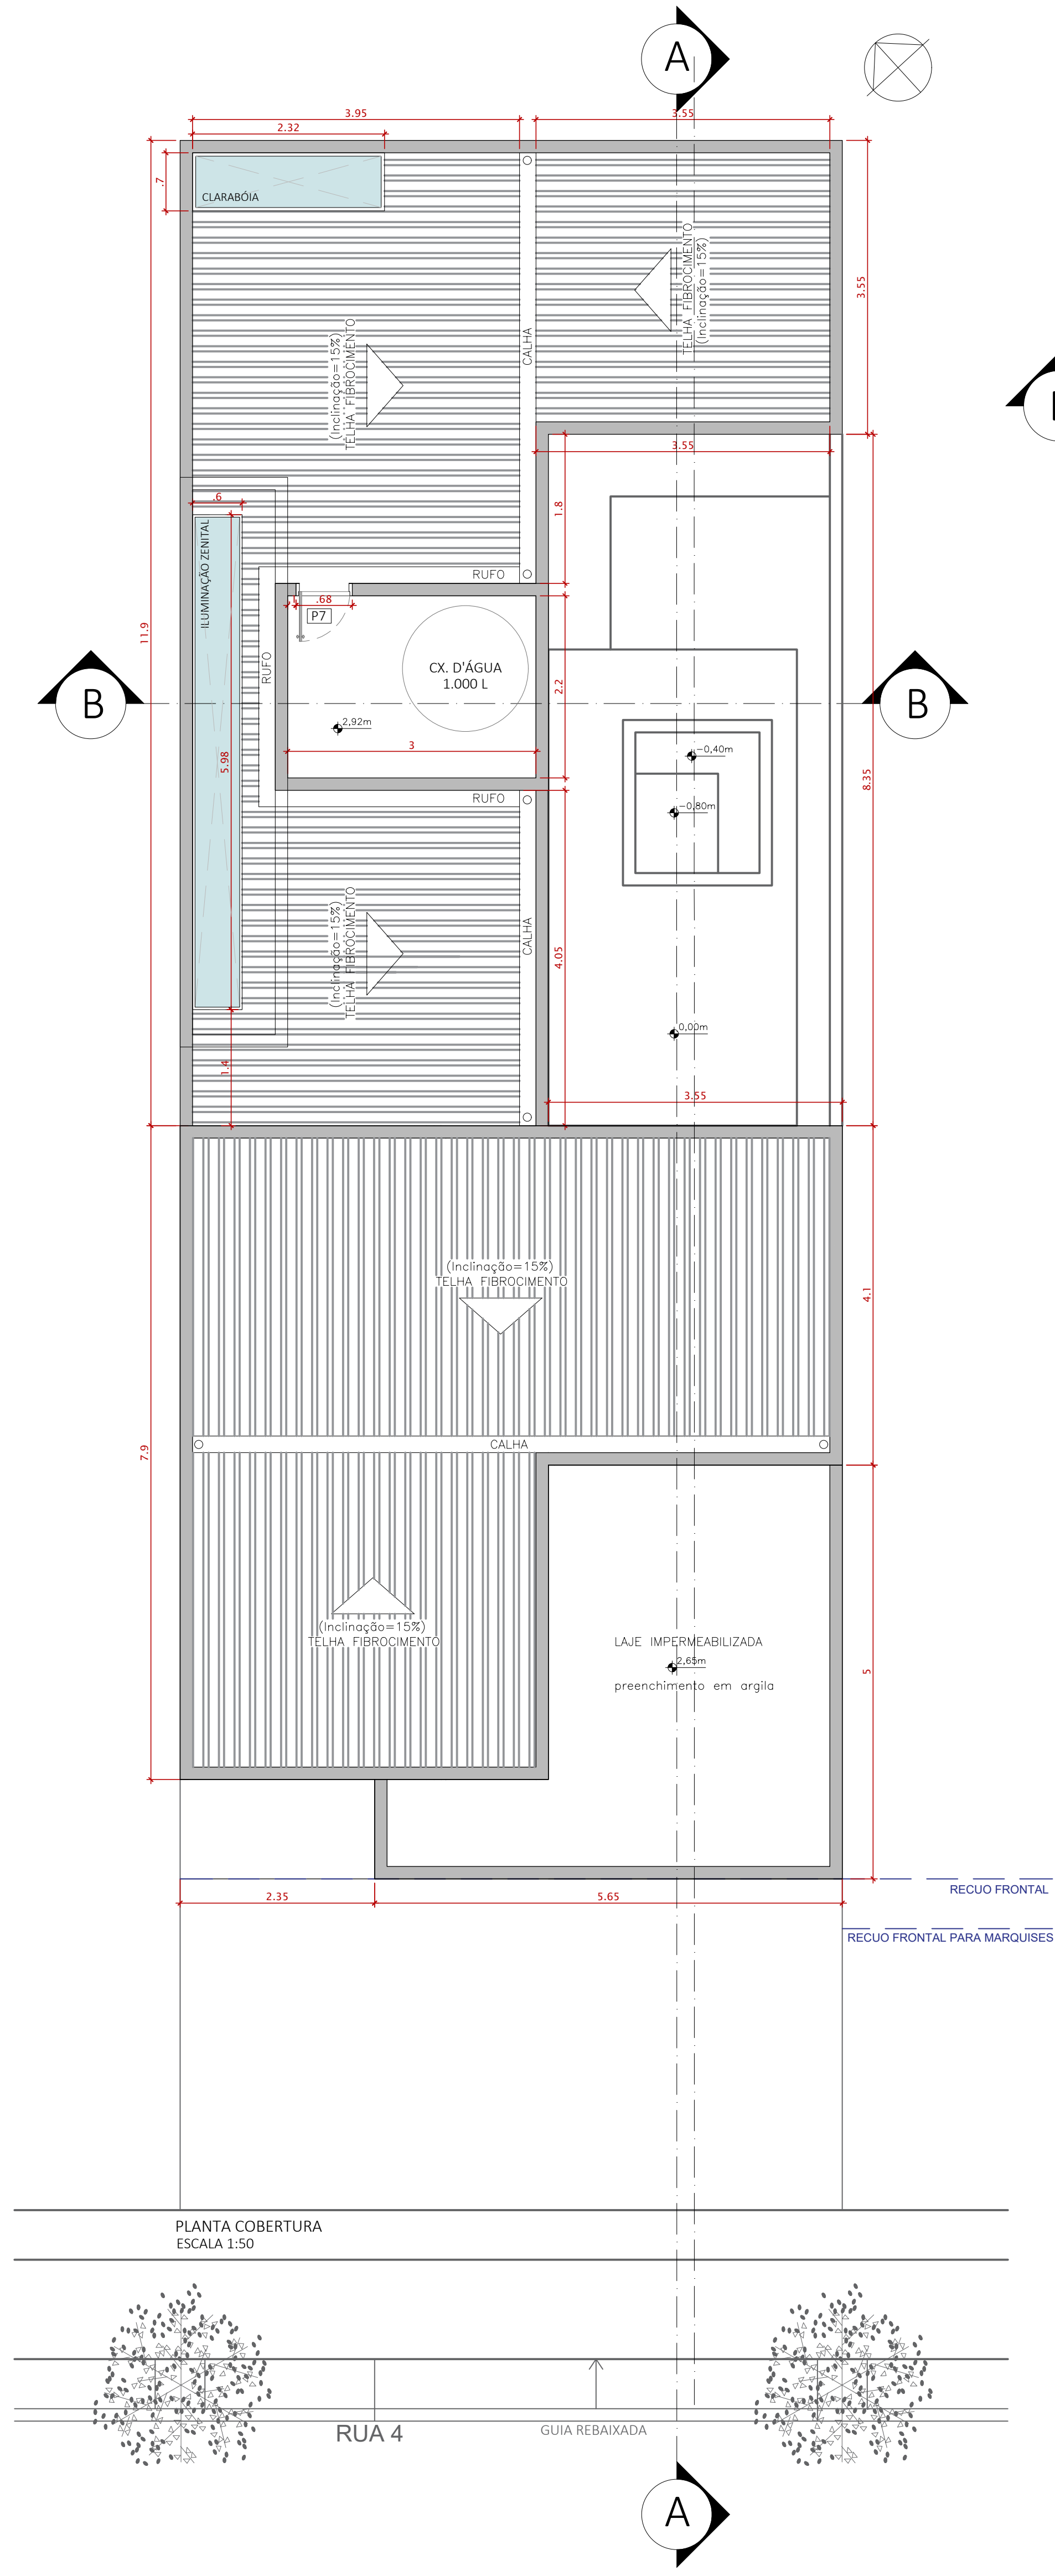 A
3.95
3.55
2.32
.7
CLARABÓIA
TELHA FIBROCIMENTO
(Inclinação=15%)
3.55
(Inclinação=15%)
TELHA FIBROCIMENTO
CALHA
3.55
.6
1.8
ILUMINAÇÃO ZENITAL
RUFO
.68
P7
11.9
RUFO
CX. D'ÁGUA
1.000 L
2.2
B
B
2,92m
3
5.98
−0,40m
−0,80m
8.35
RUFO
(Inclinação=15%)
TELHA FIBROCIMENTO
CALHA
4.05
0,00m
1.4
3.55
(Inclinação=15%)
TELHA FIBROCIMENTO
4.1
CALHA
7.9
(Inclinação=15%)
TELHA FIBROCIMENTO
LAJE IMPERMEABILIZADA
2,65m
preenchimento em argila
5
2.35
5.65
RECUO FRONTAL
RECUO FRONTAL PARA MARQUISES
PLANTA COBERTURA
ESCALA 1:50
RUA 4
GUIA REBAIXADA
A